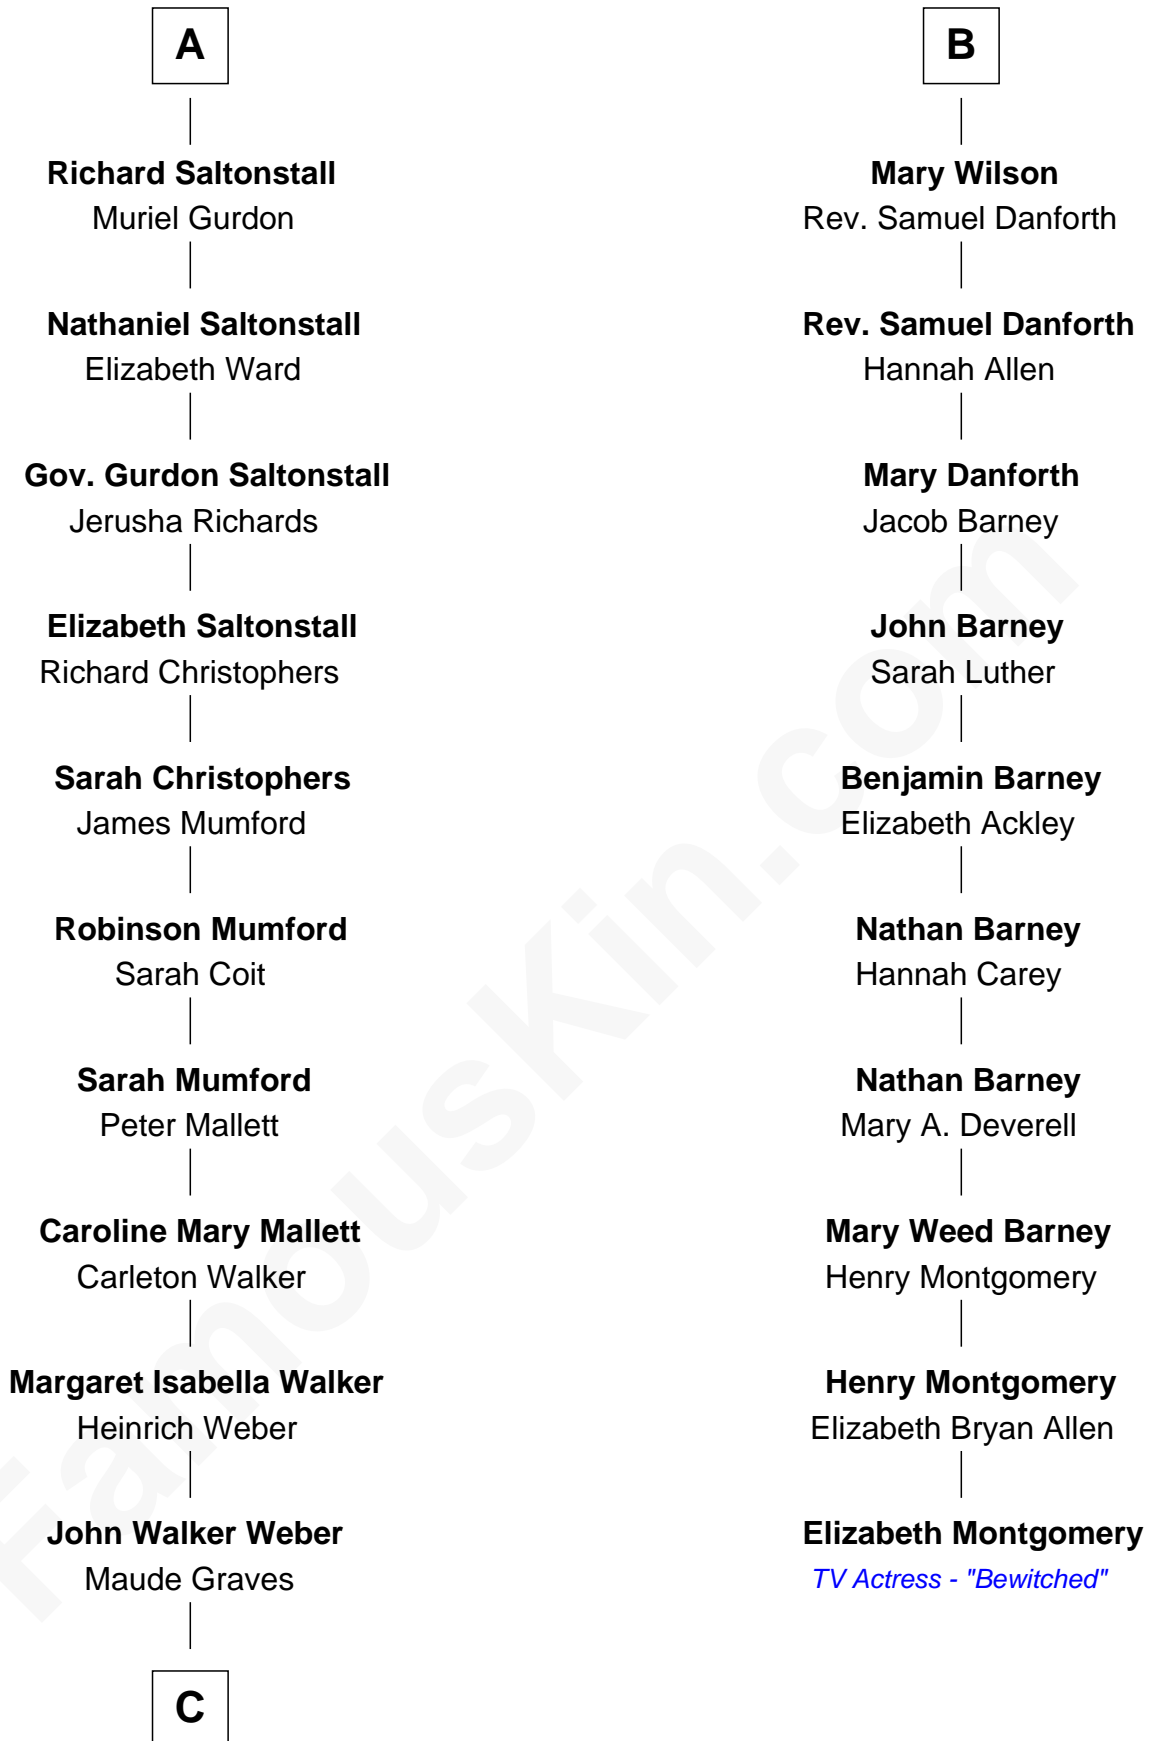 A
Richard Saltonstall
Muriel Gurdon
Nathaniel Saltonstall
Elizabeth Ward
Gov. Gurdon Saltonstall
Jerusha Richards
Elizabeth Saltonstall
Richard Christophers
Sarah Christophers
James Mumford
Robinson Mumford
Sarah Coit
Sarah Mumford
Peter Mallett
Caroline Mary Mallett
Carleton Walker
Margaret Isabella Walker
Heinrich Weber
John Walker Weber
Maude Graves
C
B
Mary Wilson
Rev. Samuel Danforth
Rev. Samuel Danforth
Hannah Allen
Mary Danforth
Jacob Barney
John Barney
Sarah Luther
Benjamin Barney
Elizabeth Ackley
Nathan Barney
Hannah Carey
Nathan Barney
Mary A. Deverell
Mary Weed Barney
Henry Montgomery
Henry Montgomery
Elizabeth Bryan Allen
Elizabeth Montgomery
TV Actress - "Bewitched"
FamousKin.com